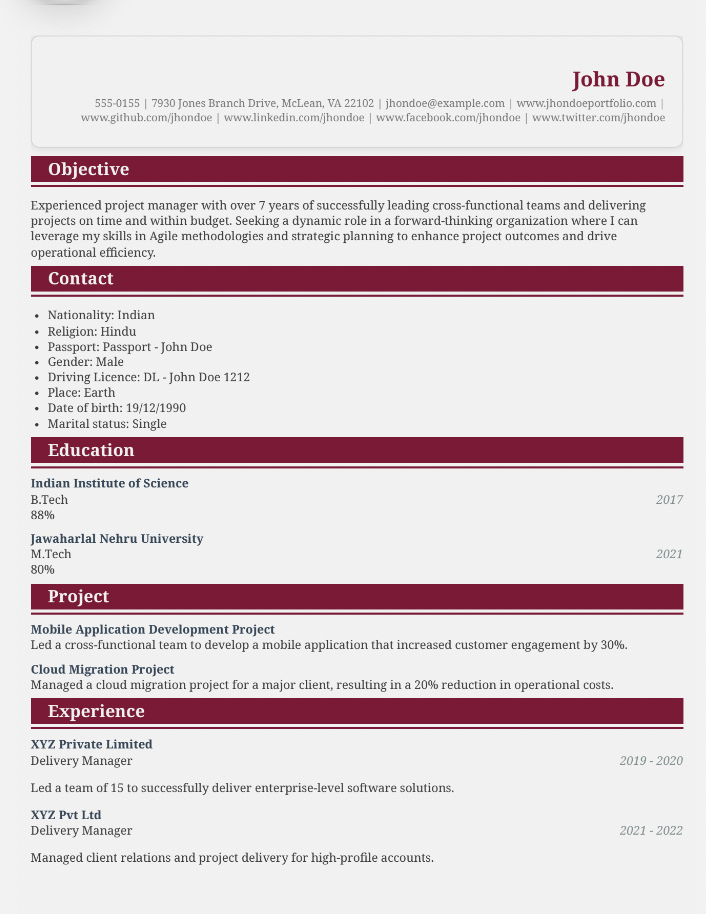 John Doe
555-0155 | 7930 Jones Branch Drive, McLean, VA 22102 | jhondoe@example.com | www.jhondoeportfolio.com |
www.github.com/jhondoe | www.linkedin.com/jhondoe | www.facebook.com/jhondoe | www.twitter.com/jhondoe
Objective
Experienced project manager with over 7 years of successfully leading cross-functional teams and delivering
projects on time and within budget. Seeking a dynamic role in a forward-thinking organization where I can
leverage my skills in Agile methodologies and strategic planning to enhance project outcomes and drive
operational efficiency.
Contact
• Nationality: Indian
• Religion: Hindu
• Passport: Passport - John Doe
• Gender: Male
• Driving Licence: DL - John Doe 1212
• Place: Earth
• Date of birth: 19/12/1990
• Marital status: Single
Education
Indian Institute of Science
B.Tech 2017
88%
Jawaharlal Nehru University
M.Tech 2021
80%
Project
Mobile Application Development Project
Led a cross-functional team to develop a mobile application that increased customer engagement by 30%.
Cloud Migration Project
Managed a cloud migration project for a major client, resulting in a 20% reduction in operational costs.
Experience
XYZ Private Limited
Delivery Manager 2019 - 2020
Led a team of 15 to successfully deliver enterprise-level software solutions.
XYZ Pvt Ltd
Delivery Manager 2021 - 2022
Managed client relations and project delivery for high-profile accounts.